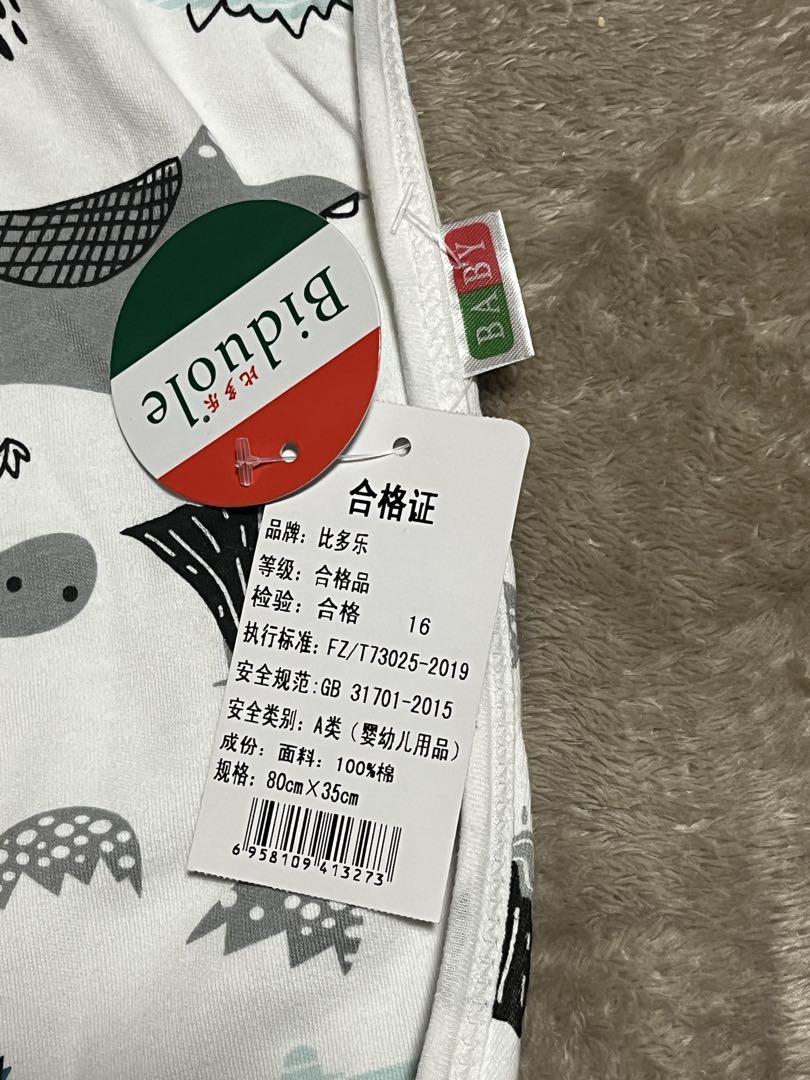 Biduole
比多乐
BABY
合格证
品牌: 比多乐
等级: 合格品
检验: 合格 16
执行标准: FZ/T73025-2019
安全规范:GB 31701-2015
安全类别: A类（婴幼儿用品）
成份: 面料: 100%棉
规格: 80cm×35cm
6 958109 413273